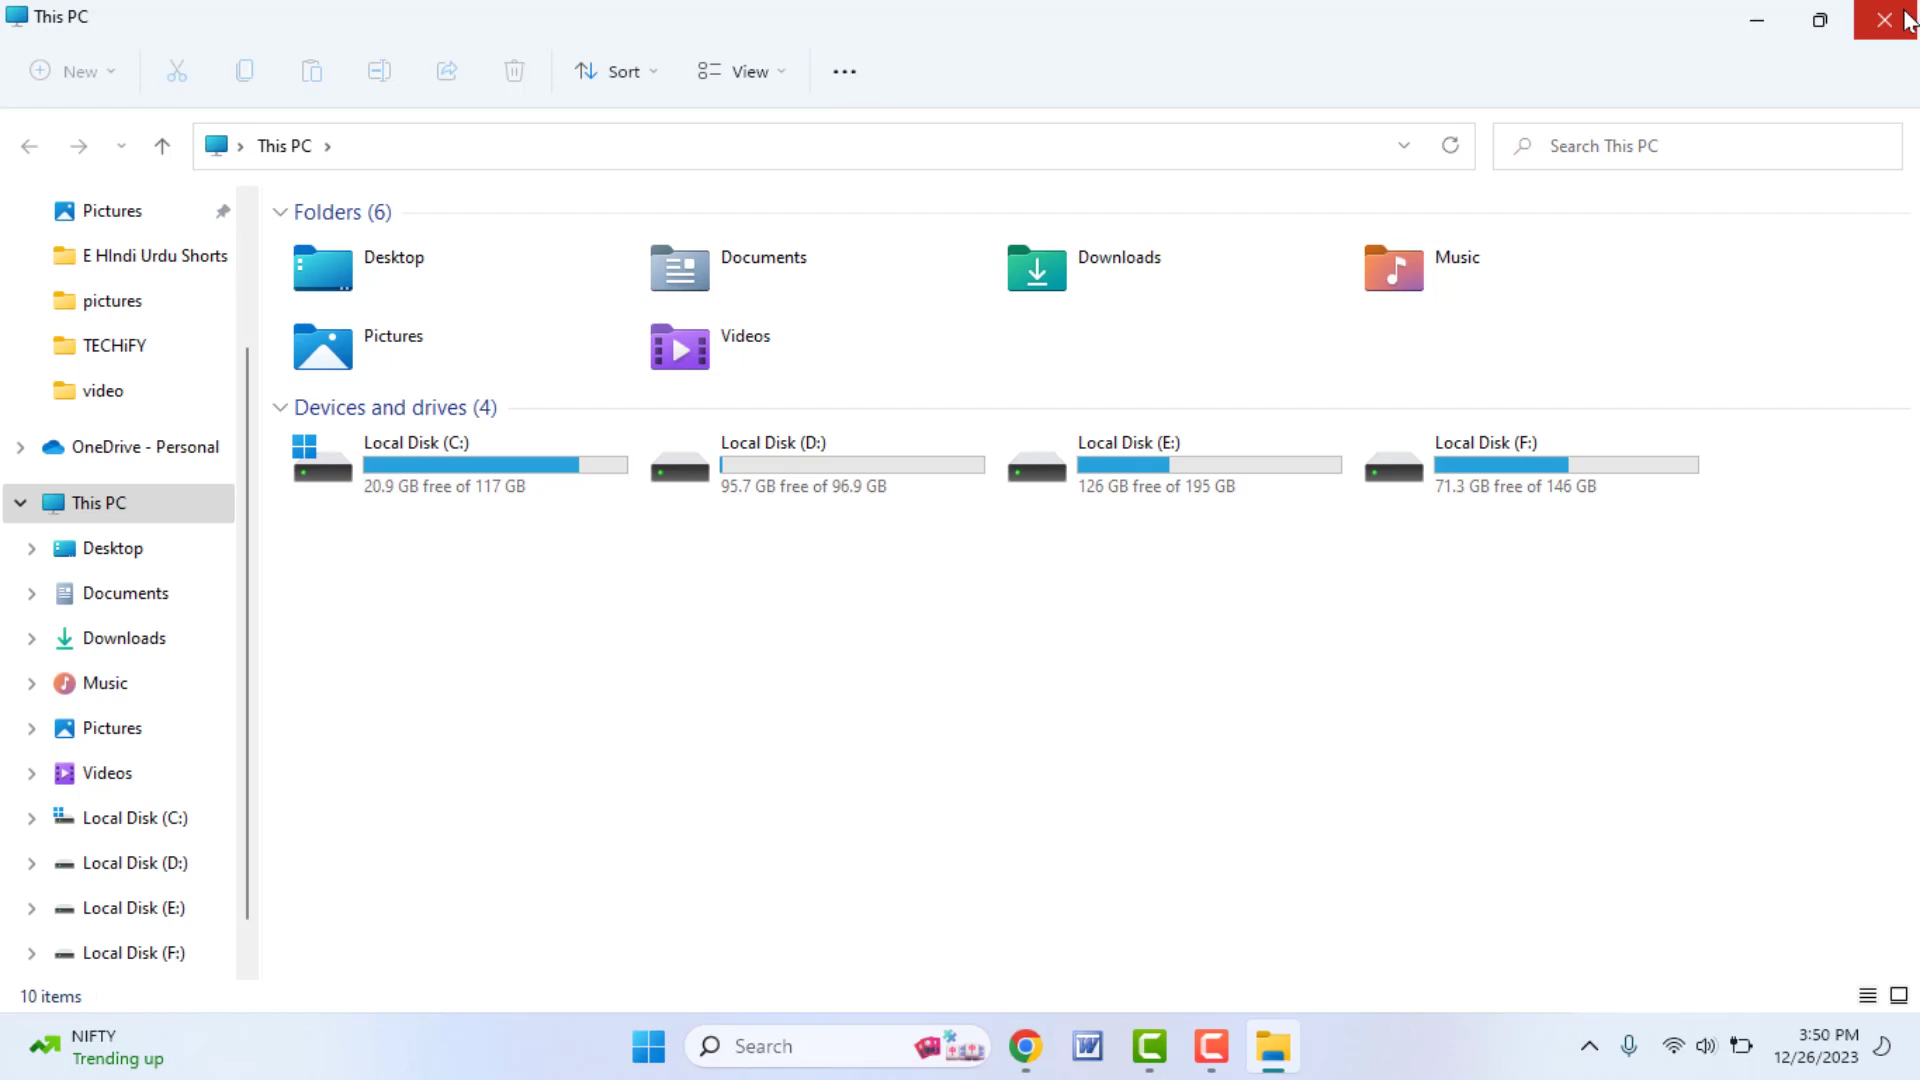 This PC
New
Sort
View
This PC
Search This PC
Pictures
E HIndi Urdu Shorts
pictures
TECHiFY
video
OneDrive - Personal
This PC
Desktop
Documents
Downloads
Music
Pictures
Videos
Local Disk (C:)
Local Disk (D:)
Local Disk (E:)
Local Disk (F:)
Folders (6)
Desktop
Documents
Downloads
Music
Pictures
Videos
Devices and drives (4)
Local Disk (C:)
20.9 GB free of 117 GB
Local Disk (D:)
95.7 GB free of 96.9 GB
Local Disk (E:)
126 GB free of 195 GB
Local Disk (F:)
71.3 GB free of 146 GB
10 items
NIFTY
Trending up
Search
3:50 PM
12/26/2023